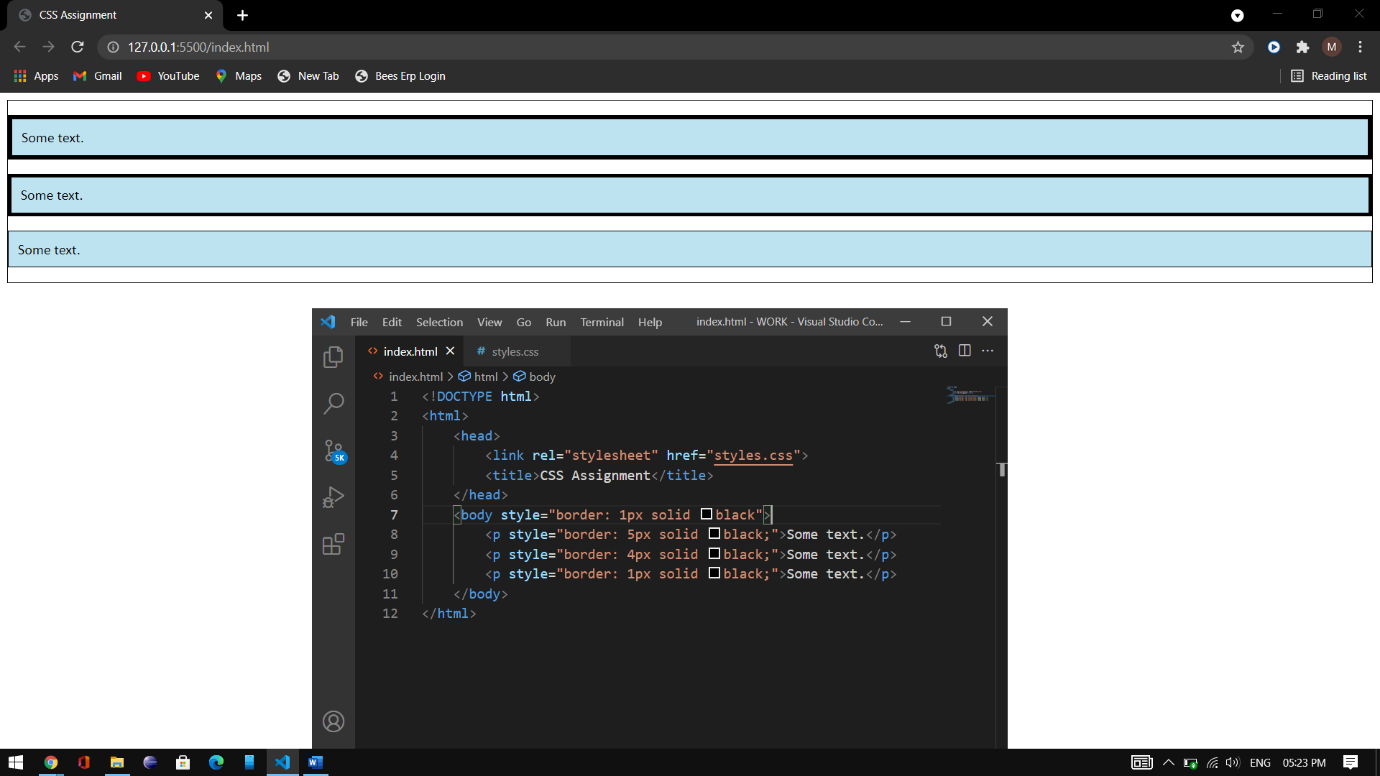 CSS Assignment
127.0.0.1:5500/index.html
M
Apps Gmail YouTube Maps New Tab Bees Erp Login Reading list
Some text.
Some text.
Some text.
File Edit Selection View Go Run Terminal Help index.html - WORK - Visual Studio Co...
index.html # styles.css
index.html > html > body
1 <!DOCTYPE html>
2 <html>
3 <head>
4 <link rel="stylesheet" href="styles.css">
5 <title>CSS Assignment</title>
6 </head>
7 <body style="border: 1px solid black">
8 <p style="border: 5px solid black;">Some text.</p>
9 <p style="border: 4px solid black;">Some text.</p>
10 <p style="border: 1px solid black;">Some text.</p>
11 </body>
12 </html>
5K
ENG 05:23 PM